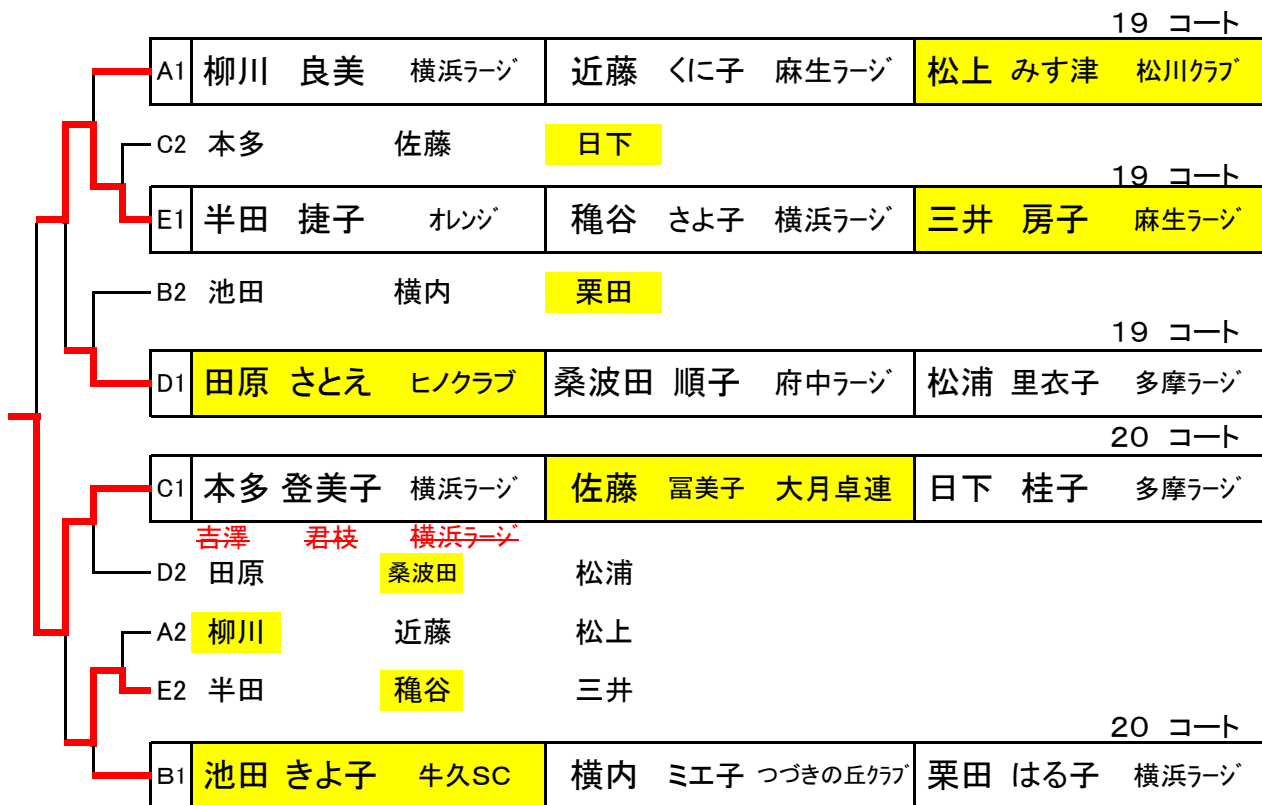 19 コート
A1 柳川 良美 横浜ラージ 近藤 くに子 麻生ラージ 松上 みす津 松川クラブ
C2 本多 佐藤 日下
19 コート
E1 半田 捷子 オレンジ 穐谷 さよ子 横浜ラージ 三井 房子 麻生ラージ
B2 池田 横内 栗田
19 コート
D1 田原 さとえ ヒノクラブ 桑波田 順子 府中ラージ 松浦 里衣子 多摩ラージ
20 コート
C1 本多 登美子 横浜ラージ 佐藤 冨美子 大月卓連 日下 桂子 多摩ラージ
吉澤 君枝 横浜ラージ
D2 田原 桑波田 松浦
A2 柳川 近藤 松上
E2 半田 穐谷 三井
20 コート
B1 池田 きよ子 牛久SC 横内 ミエ子 つづきの丘クラブ 栗田 はる子 横浜ラージ